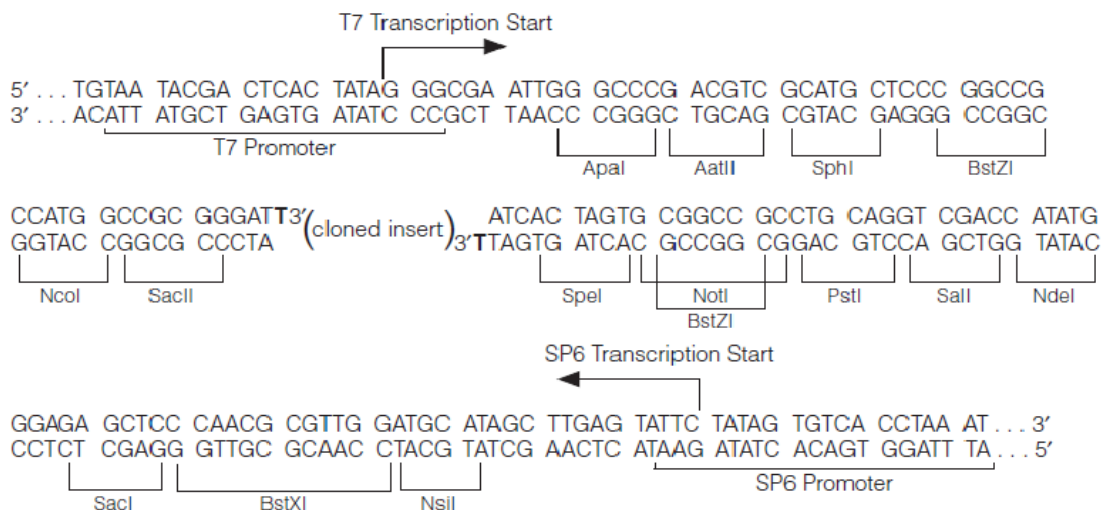 T7 Transcription Start
5′ . . . TGTAA TACGA CTCAC TATAG GGCGA ATTGG GCCCG ACGTC GCATG CTCCC GGCCG
3′ . . . ACATT ATGCT GAGTG ATATC CCGCT TAACC CGGGC TGCAG CGTAC GAGGG CCGGC
T7 Promoter
ApaI AatII SphI BstZI
CCATG GCCGC GGGATT3′ (cloned insert) ATCAC TAGTG CGGCC GCCTG CAGGT CGACC ATATG
GGTAC CGGCG CCCTA 3′TTAGTG ATCAC GCCGG CGGAC GTCCA GCTGG TATAC
NcoI SacII SpeI NotI PstI SalI NdeI
BstZI
SP6 Transcription Start
GGAGA GCTCC CAACG CGTTG GATGC ATAGC TTGAG TATTC TATAG TGTCA CCTAA AT . . . 3′
CCTCT CGAGG GTTGC GCAAC CTACG TATCG AACTC ATAAG ATATC ACAGT GGATT TA . . . 5′
SacI BstXI NsiI SP6 Promoter